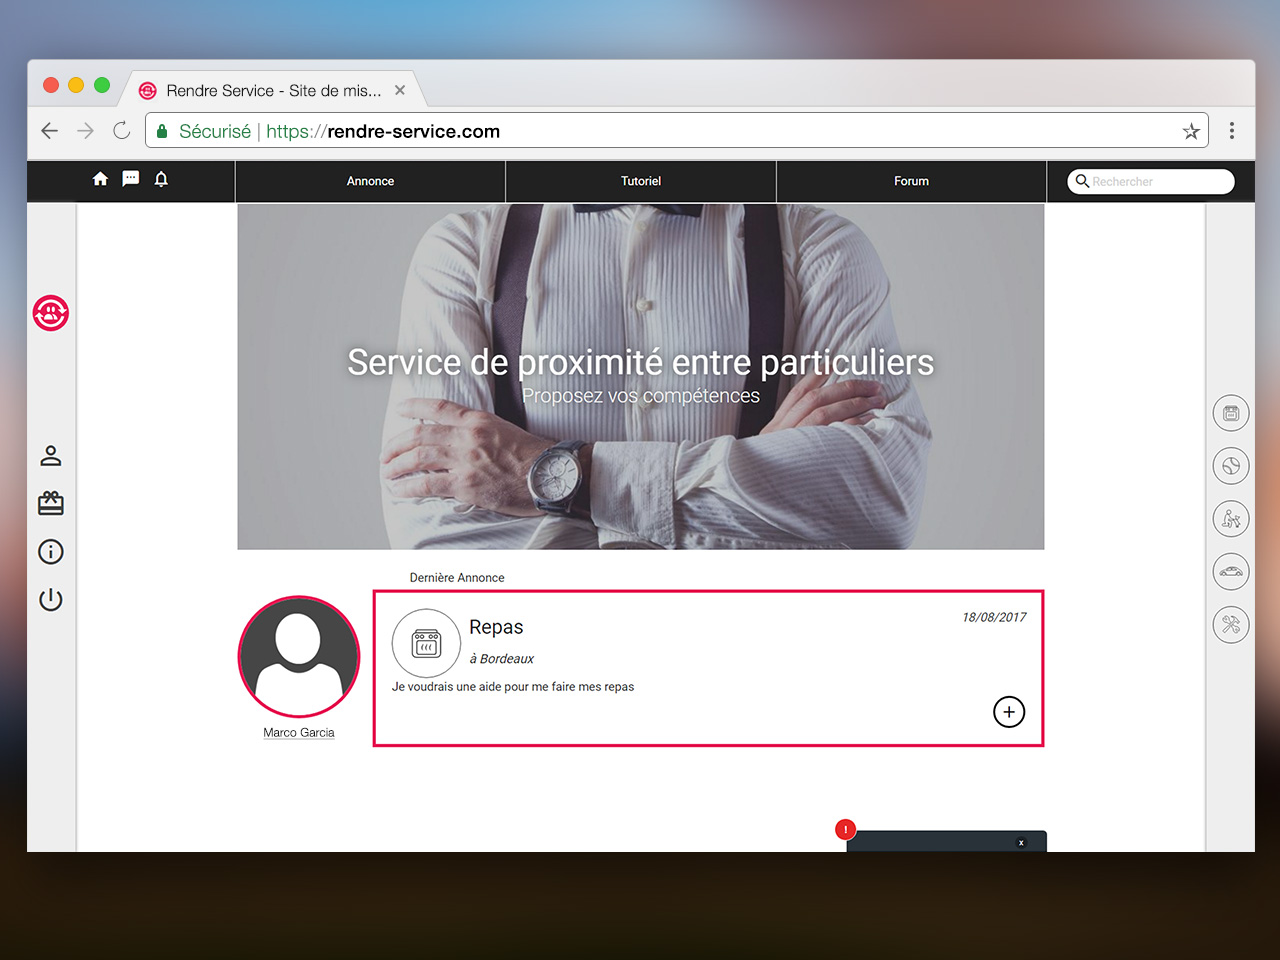 Rendre Service - Site de mis...
Sécurisé | https://rendre-service.com
Annonce
Tutoriel
Forum
Rechercher
Service de proximité entre particuliers
Proposez vos compétences
Dernière Annonce
Repas
18/08/2017
à Bordeaux
Je voudrais une aide pour me faire mes repas
Marco Garcia
!
x